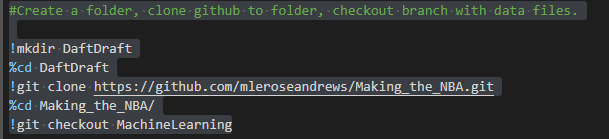 #Create a folder, clone github to folder, checkout branch with data files.
!mkdir DaftDraft
%cd DaftDraft
!git clone https://github.com/mleroseandrews/Making_the_NBA.git
%cd Making_the_NBA/
!git checkout MachineLearning